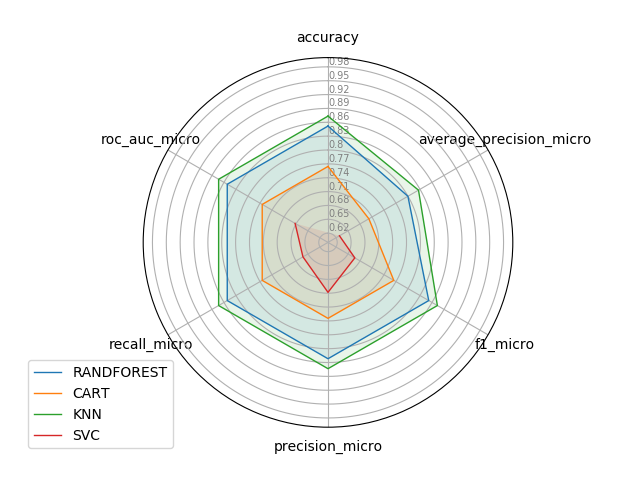 accuracy
0.98
0.95
0.92
0.89
0.86
0.83
0.8
0.77
0.74
0.71
0.68
0.65
0.62
roc_auc_micro
average_precision_micro
recall_micro
f1_micro
precision_micro
RANDFOREST
CART
KNN
SVC